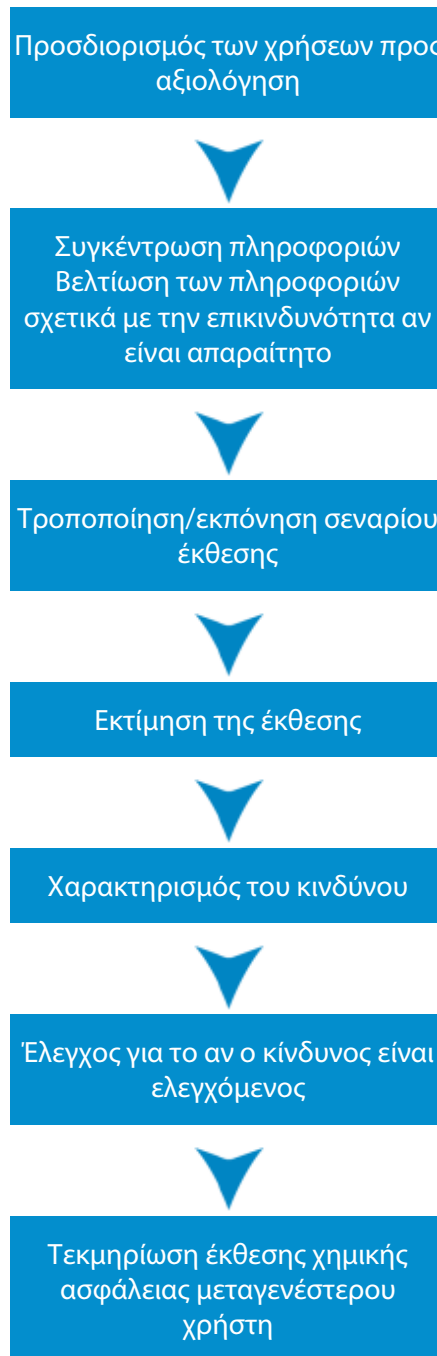 Προσδιορισμός των χρήσεων προς
αξιολόγηση
Συγκέντρωση πληροφοριών
Βελτίωση των πληροφοριών
σχετικά με την επικινδυνότητα αν
είναι απαραίτητο
Τροποποίηση/εκπόνηση σεναρίου
έκθεσης
Εκτίμηση της έκθεσης
Χαρακτηρισμός του κινδύνου
Έλεγχος για το αν ο κίνδυνος είναι
ελεγχόμενος
Τεκμηρίωση έκθεσης χημικής
ασφάλειας μεταγενέστερου
χρήστη